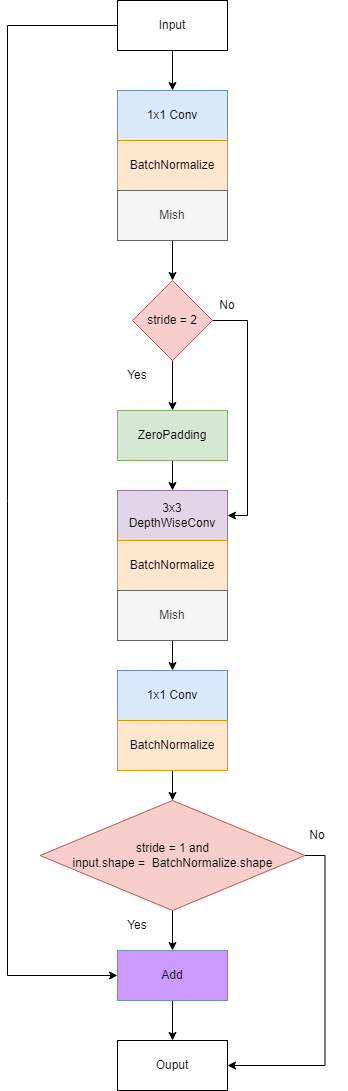 Input
1x1 Conv
BatchNormalize
Mish
stride = 2
No
Yes
ZeroPadding
3x3
DepthWiseConv
BatchNormalize
Mish
1x1 Conv
BatchNormalize
stride = 1 and
input.shape = BatchNormalize.shape
No
Yes
Add
Ouput